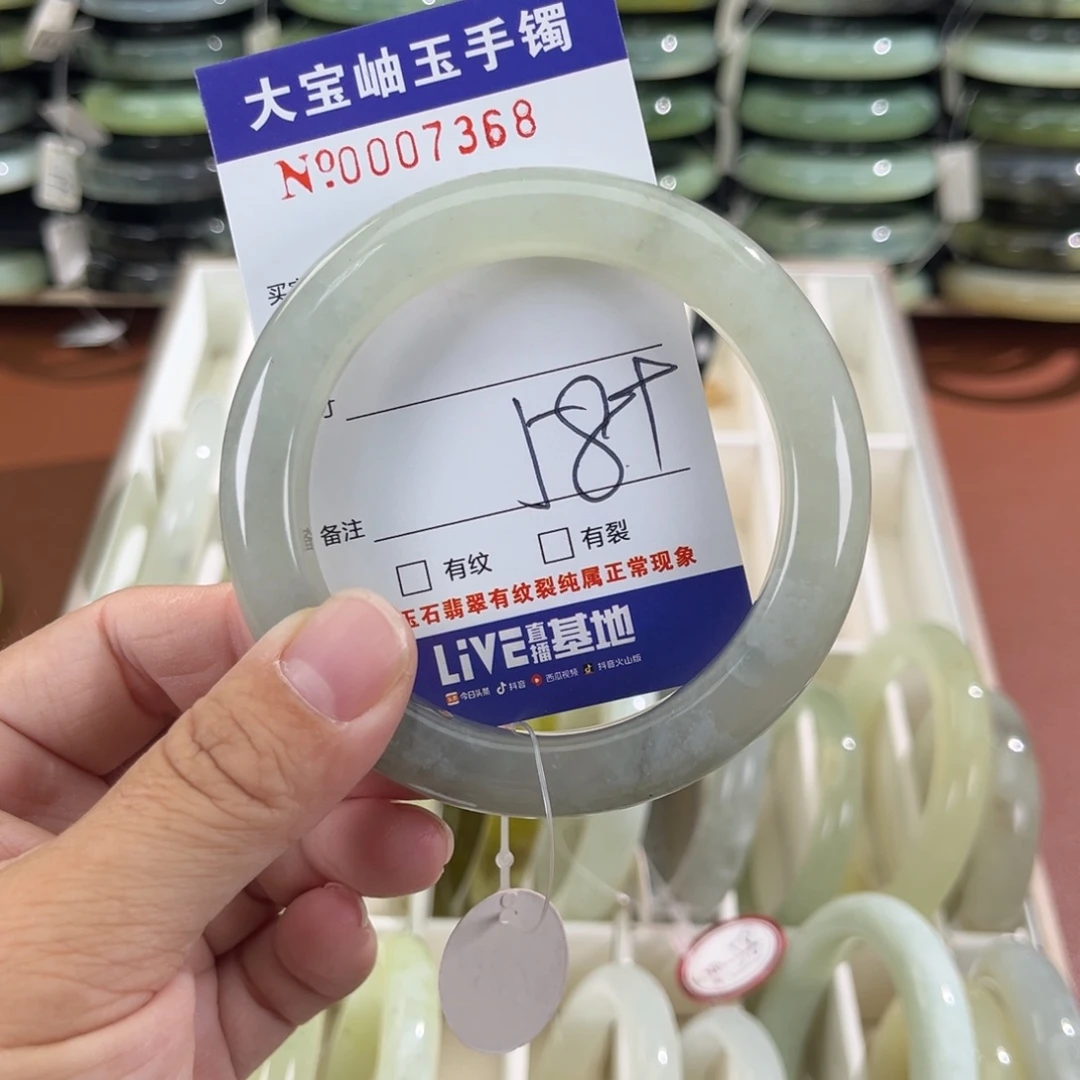 大宝岫玉手镯
№0007368
买
备注
□ 有纹 □ 有裂
玉石翡翠有纹裂纯属正常现象
LiVE直播基地
今日头条 抖音 西瓜视频 抖音火山版